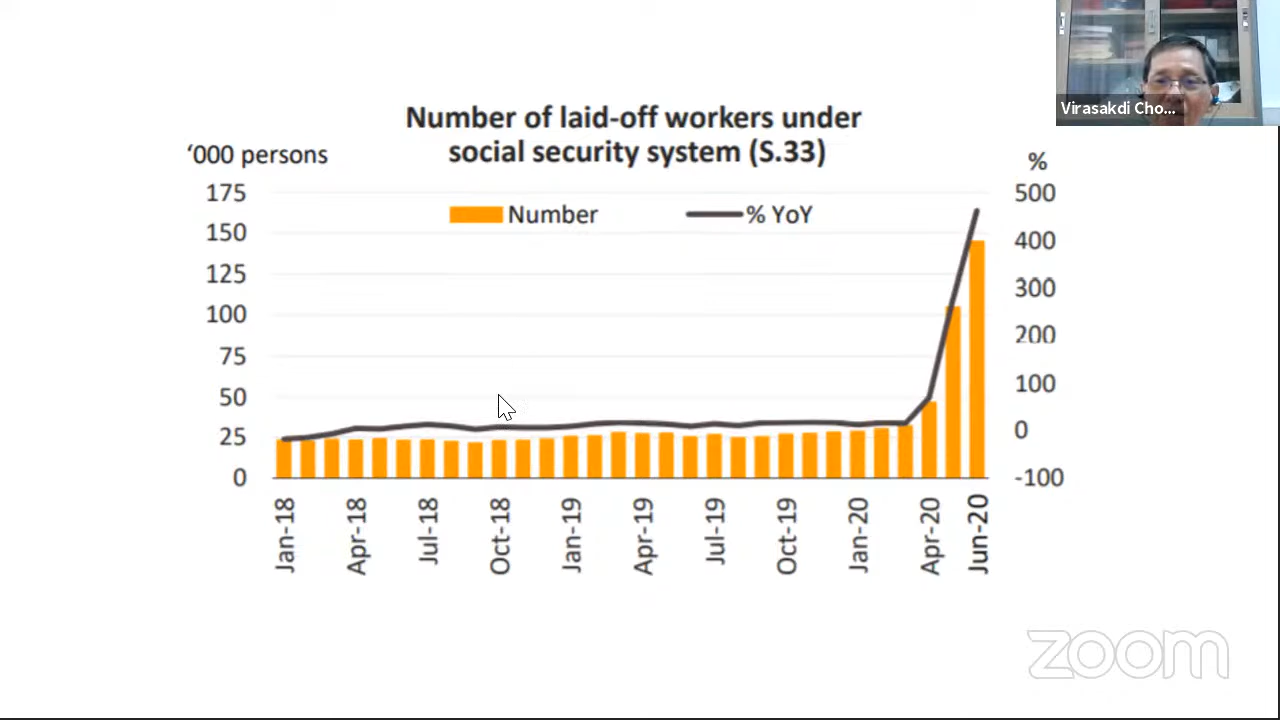 Virasakdi Cho...
Number of laid-off workers under
social security system (S.33)
‘000 persons
%
Number
% YoY
175
150
125
100
75
50
25
0
500
400
300
200
100
0
-100
Jan-18
Apr-18
Jul-18
Oct-18
Jan-19
Apr-19
Jul-19
Oct-19
Jan-20
Apr-20
Jun-20
zoom